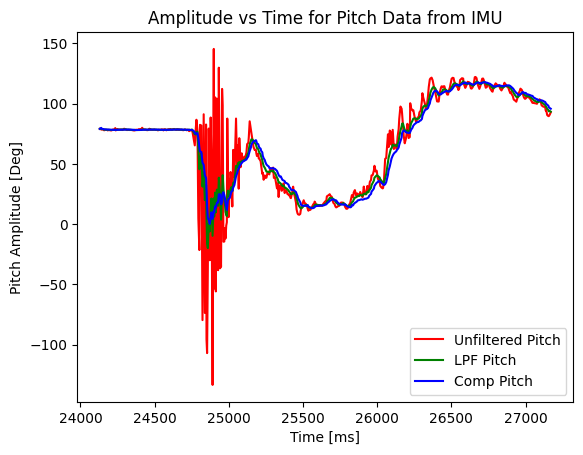 Amplitude vs Time for Pitch Data from IMU
Pitch Amplitude [Deg]
150
100
50
0
−50
−100
Unfiltered Pitch
LPF Pitch
Comp Pitch
24000 24500 25000 25500 26000 26500 27000
Time [ms]